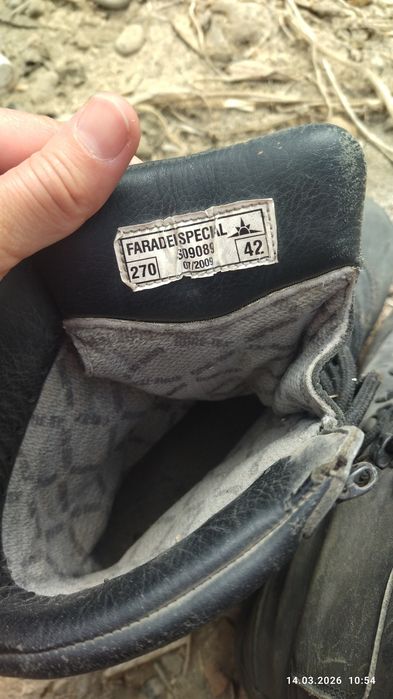 FARADEI SPECIAL
S09089
270 07/2009 42.
14.03.2026 10:54